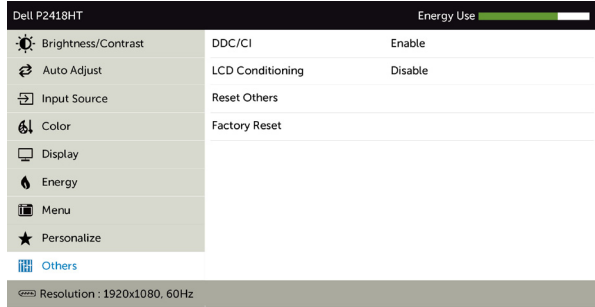 Dell P2418HT Energy Use
Brightness/Contrast DDC/CI Enable
Auto Adjust LCD Conditioning Disable
Input Source Reset Others
Color Factory Reset
Display
Energy
Menu
Personalize
Others
Resolution : 1920x1080, 60Hz